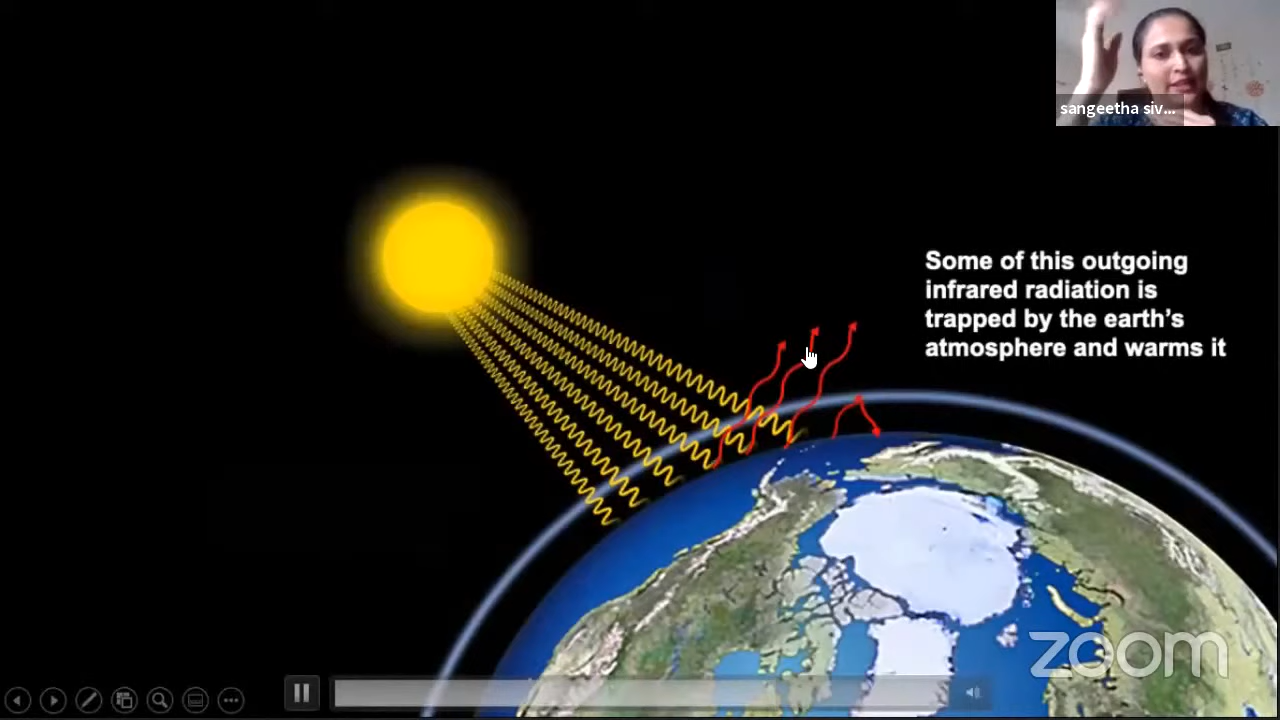 sangeetha siv...
Some of this outgoing
infrared radiation is
trapped by the earth's
atmosphere and warms it
zoom